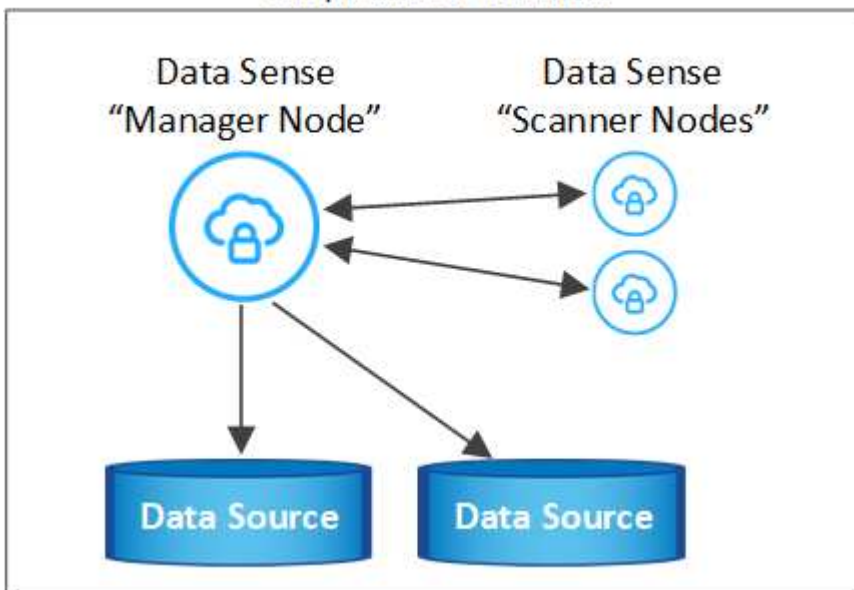 Data Sense
“Manager Node”
Data Sense
“Scanner Nodes”
Data Source
Data Source